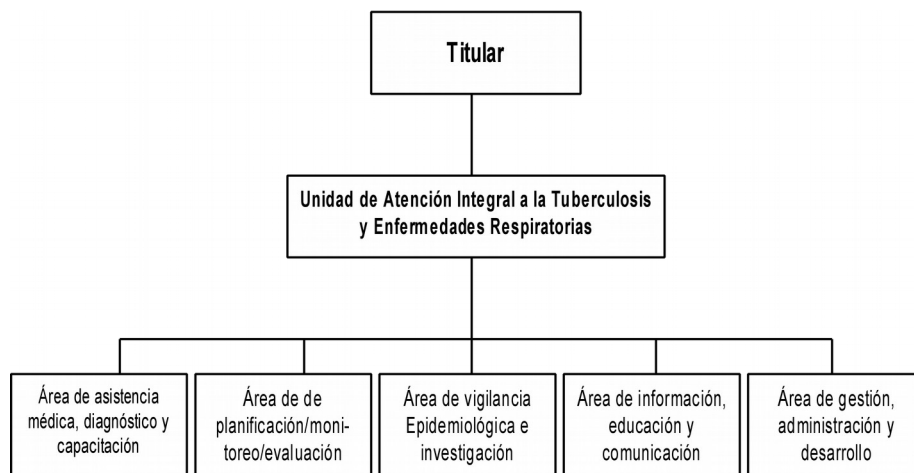 Titular
Unidad de Atención Integral a la Tuberculosis
y Enfermedades Respiratorias
Área de asistencia
médica, diagnóstico y
capacitación
Área de de
planificación/moni-
toreo/evaluación
Área de vigilancia
Epidemiológica e
investigación
Área de información,
educación y
comunicación
Área de gestión,
administración y
desarrollo